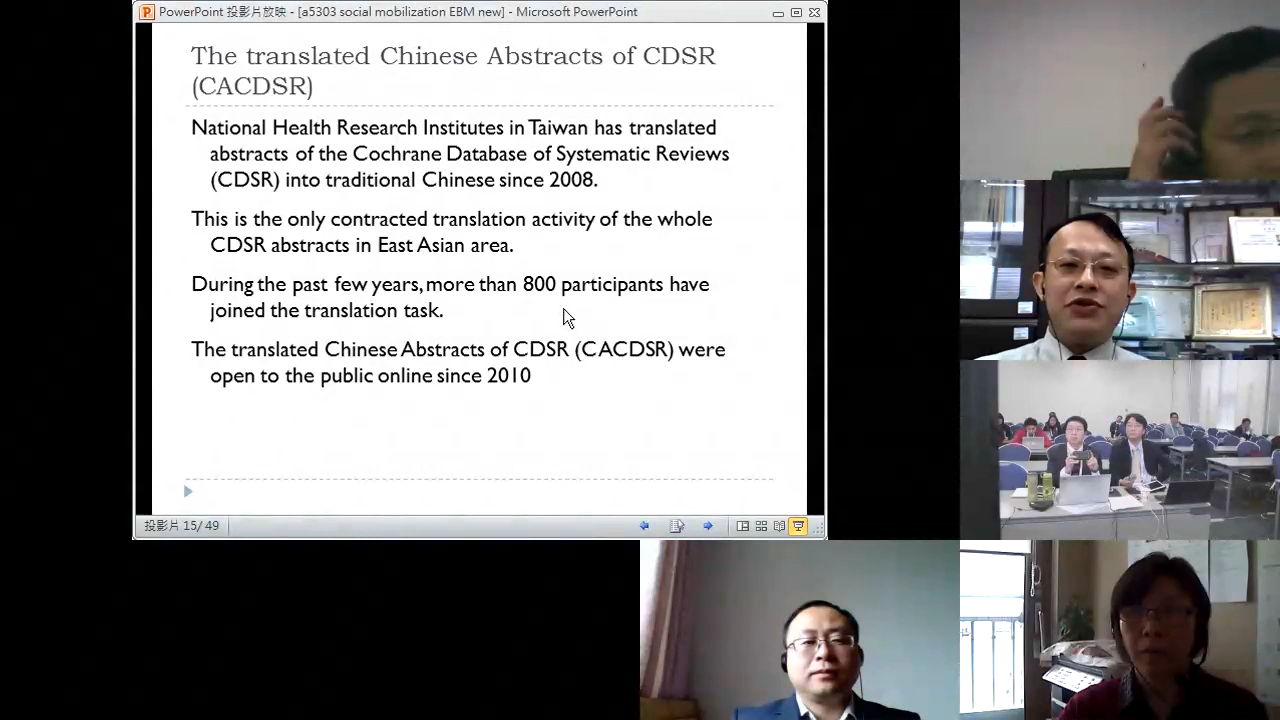 PowerPoint 投影片放映 - [a5303 social mobilization EBM new] - Microsoft PowerPoint
The translated Chinese Abstracts of CDSR
(CACDSR)
National Health Research Institutes in Taiwan has translated
abstracts of the Cochrane Database of Systematic Reviews
(CDSR) into traditional Chinese since 2008.
This is the only contracted translation activity of the whole
CDSR abstracts in East Asian area.
During the past few years, more than 800 participants have
joined the translation task.
The translated Chinese Abstracts of CDSR (CACDSR) were
open to the public online since 2010
投影片 15/ 49